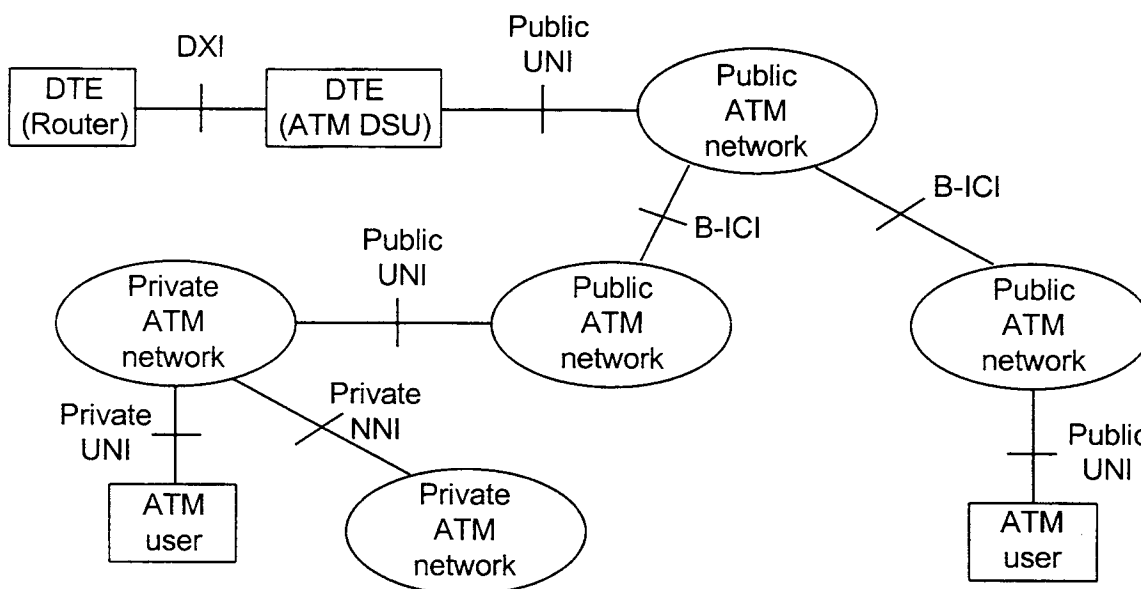 DXI
Public
UNI
DTE
(Router)
DTE
(ATM DSU)
Public
ATM
network
B-ICI
B-ICI
Public
UNI
Private
ATM
network
Public
ATM
network
Public
ATM
network
Private
UNI
Private
NNI
Public
UNI
ATM
user
Private
ATM
network
ATM
user